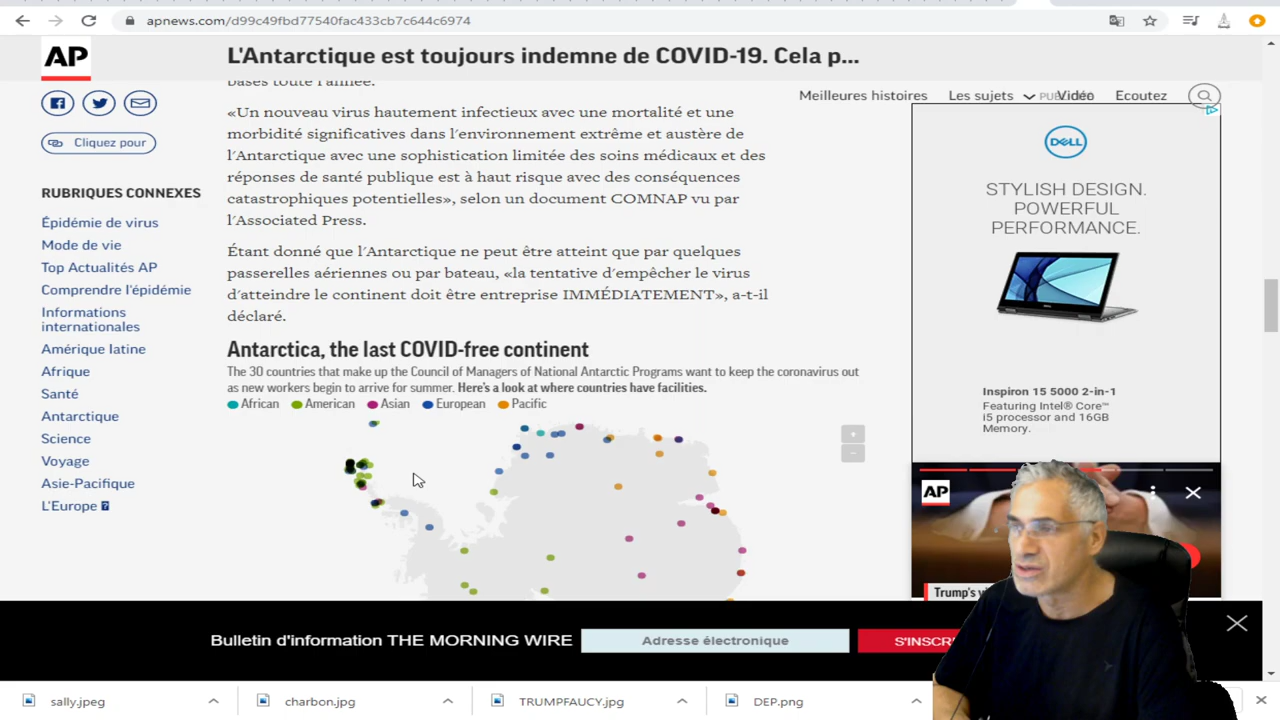 apnews.com/d99c49fbd77540fac433cb7c644c6974
AP
L'Antarctique est toujours indemne de COVID-19. Cela p...
Meilleures histoires
Les sujets
Vidéo
Ecoutez
Cliquez pour
RUBRIQUES CONNEXES
Épidémie de virus
Mode de vie
Top Actualités AP
Comprendre l'épidémie
Informations
internationales
Amérique latine
Afrique
Santé
Antarctique
Science
Voyage
Asie-Pacifique
L'Europe
bases toute l'année.
«Un nouveau virus hautement infectieux avec une mortalité et une
morbidité significatives dans l'environnement extrême et austère de
l'Antarctique avec une sophistication limitée des soins médicaux et des
réponses de santé publique est à haut risque avec des conséquences
catastrophiques potentielles», selon un document COMNAP vu par
l'Associated Press.
Étant donné que l'Antarctique ne peut être atteint que par quelques
passerelles aériennes ou par bateau, «la tentative d'empêcher le virus
d'atteindre le continent doit être entreprise IMMÉDIATEMENT», a-t-il
déclaré.
Antarctica, the last COVID-free continent
The 30 countries that make up the Council of Managers of National Antarctic Programs want to keep the coronavirus out
as new workers begin to arrive for summer. Here's a look at where countries have facilities.
African American Asian European Pacific
DELL
STYLISH DESIGN.
POWERFUL
PERFORMANCE.
Inspiron 15 5000 2-in-1
Featuring Intel® Core™
i5 processor and 16GB
Memory.
AP
Trump's
Bulletin d'information THE MORNING WIRE
Adresse électronique
S'INSCRI
sally.jpeg
charbon.jpg
TRUMPFAUCY.jpg
DEP.png